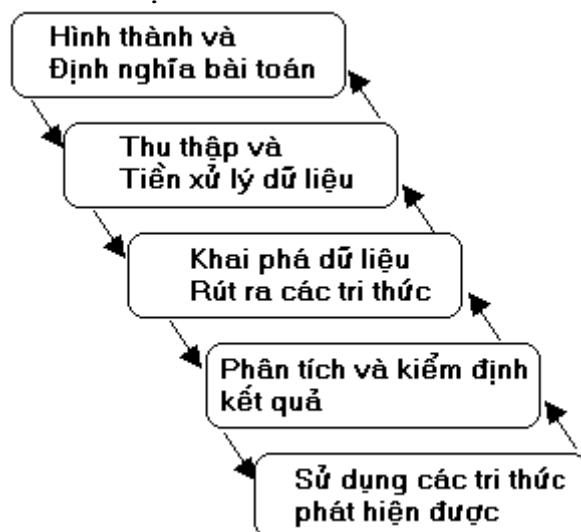 Hình thành và
Định nghĩa bài toán
Thu thập và
Tiền xử lý dữ liệu
Khai phá dữ liệu
Rút ra các tri thức
Phân tích và kiểm định
kết quả
Sử dụng các tri thức
phát hiện được